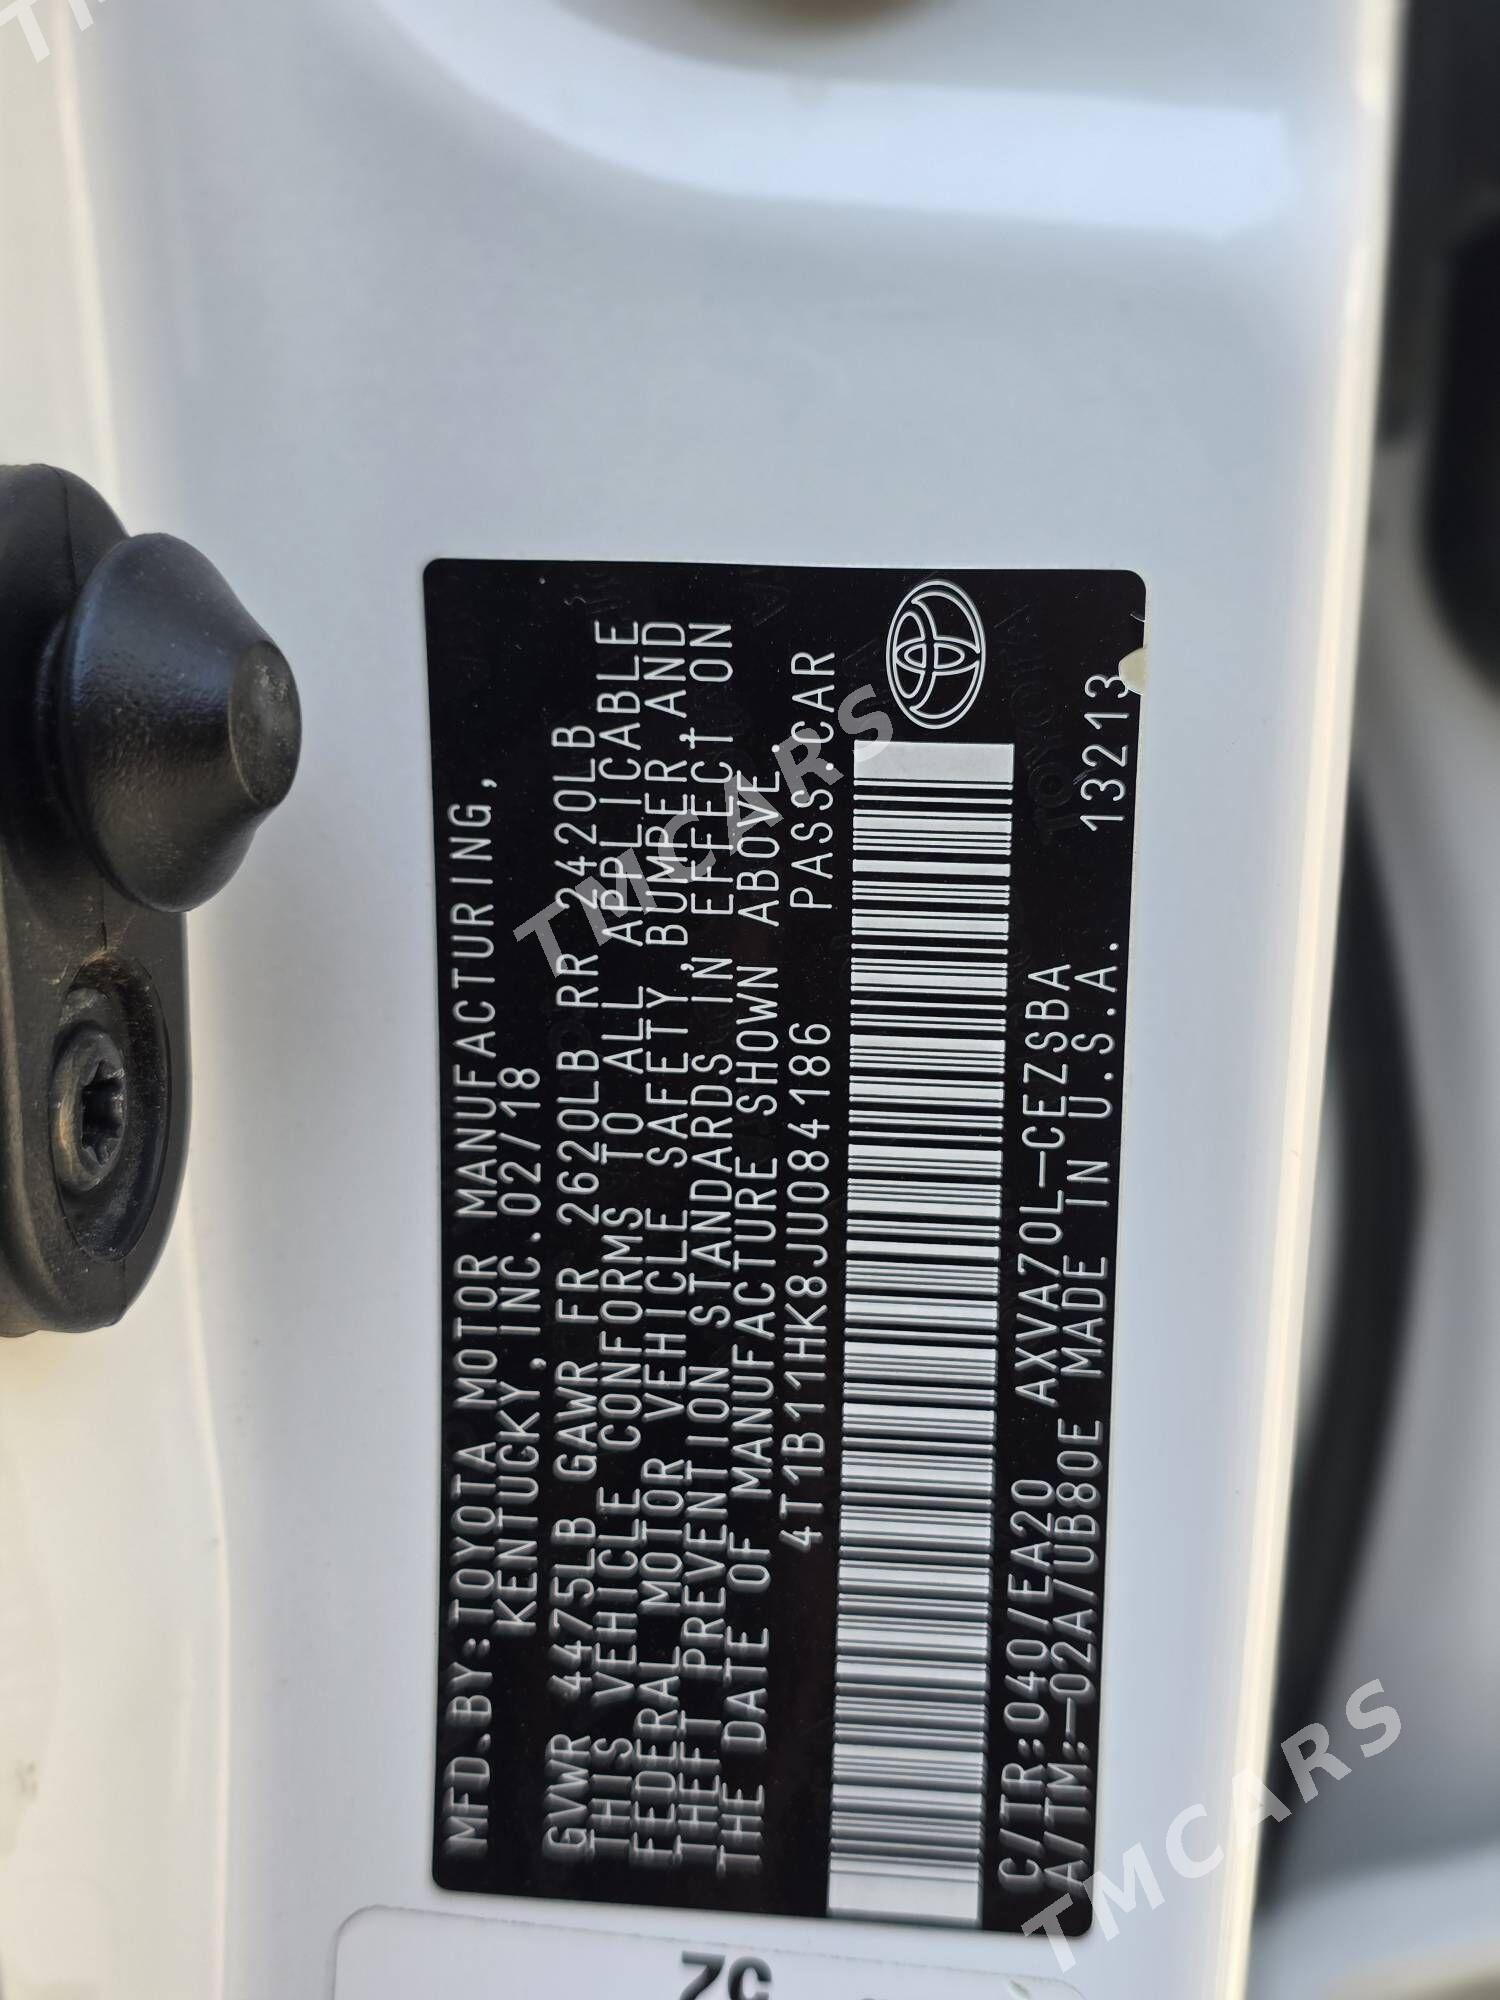 MFD.BY:TOYOTA MOTOR MANUFACTURING,
KENTUCKY,INC.02/18
GVWR 4475LB GAWR FR 2620LB RR 2420LB
THIS VEHICLE CONFORMS TO ALL APPLICABLE
FEDERAL MOTOR VEHICLE SAFETY,BUMPER,AND
THEFT PREVENTION STANDARDS IN EFFECT ON
THE DATE OF MANUFACTURE SHOWN ABOVE.
4T1B11HK8JU084186 PASS.CAR
C/TR:040/EA20 AXVA70L-CEZSBA 13213
A/TM:-02A/UB80E MADE IN U.S.A.
TMCARS
TMCARS